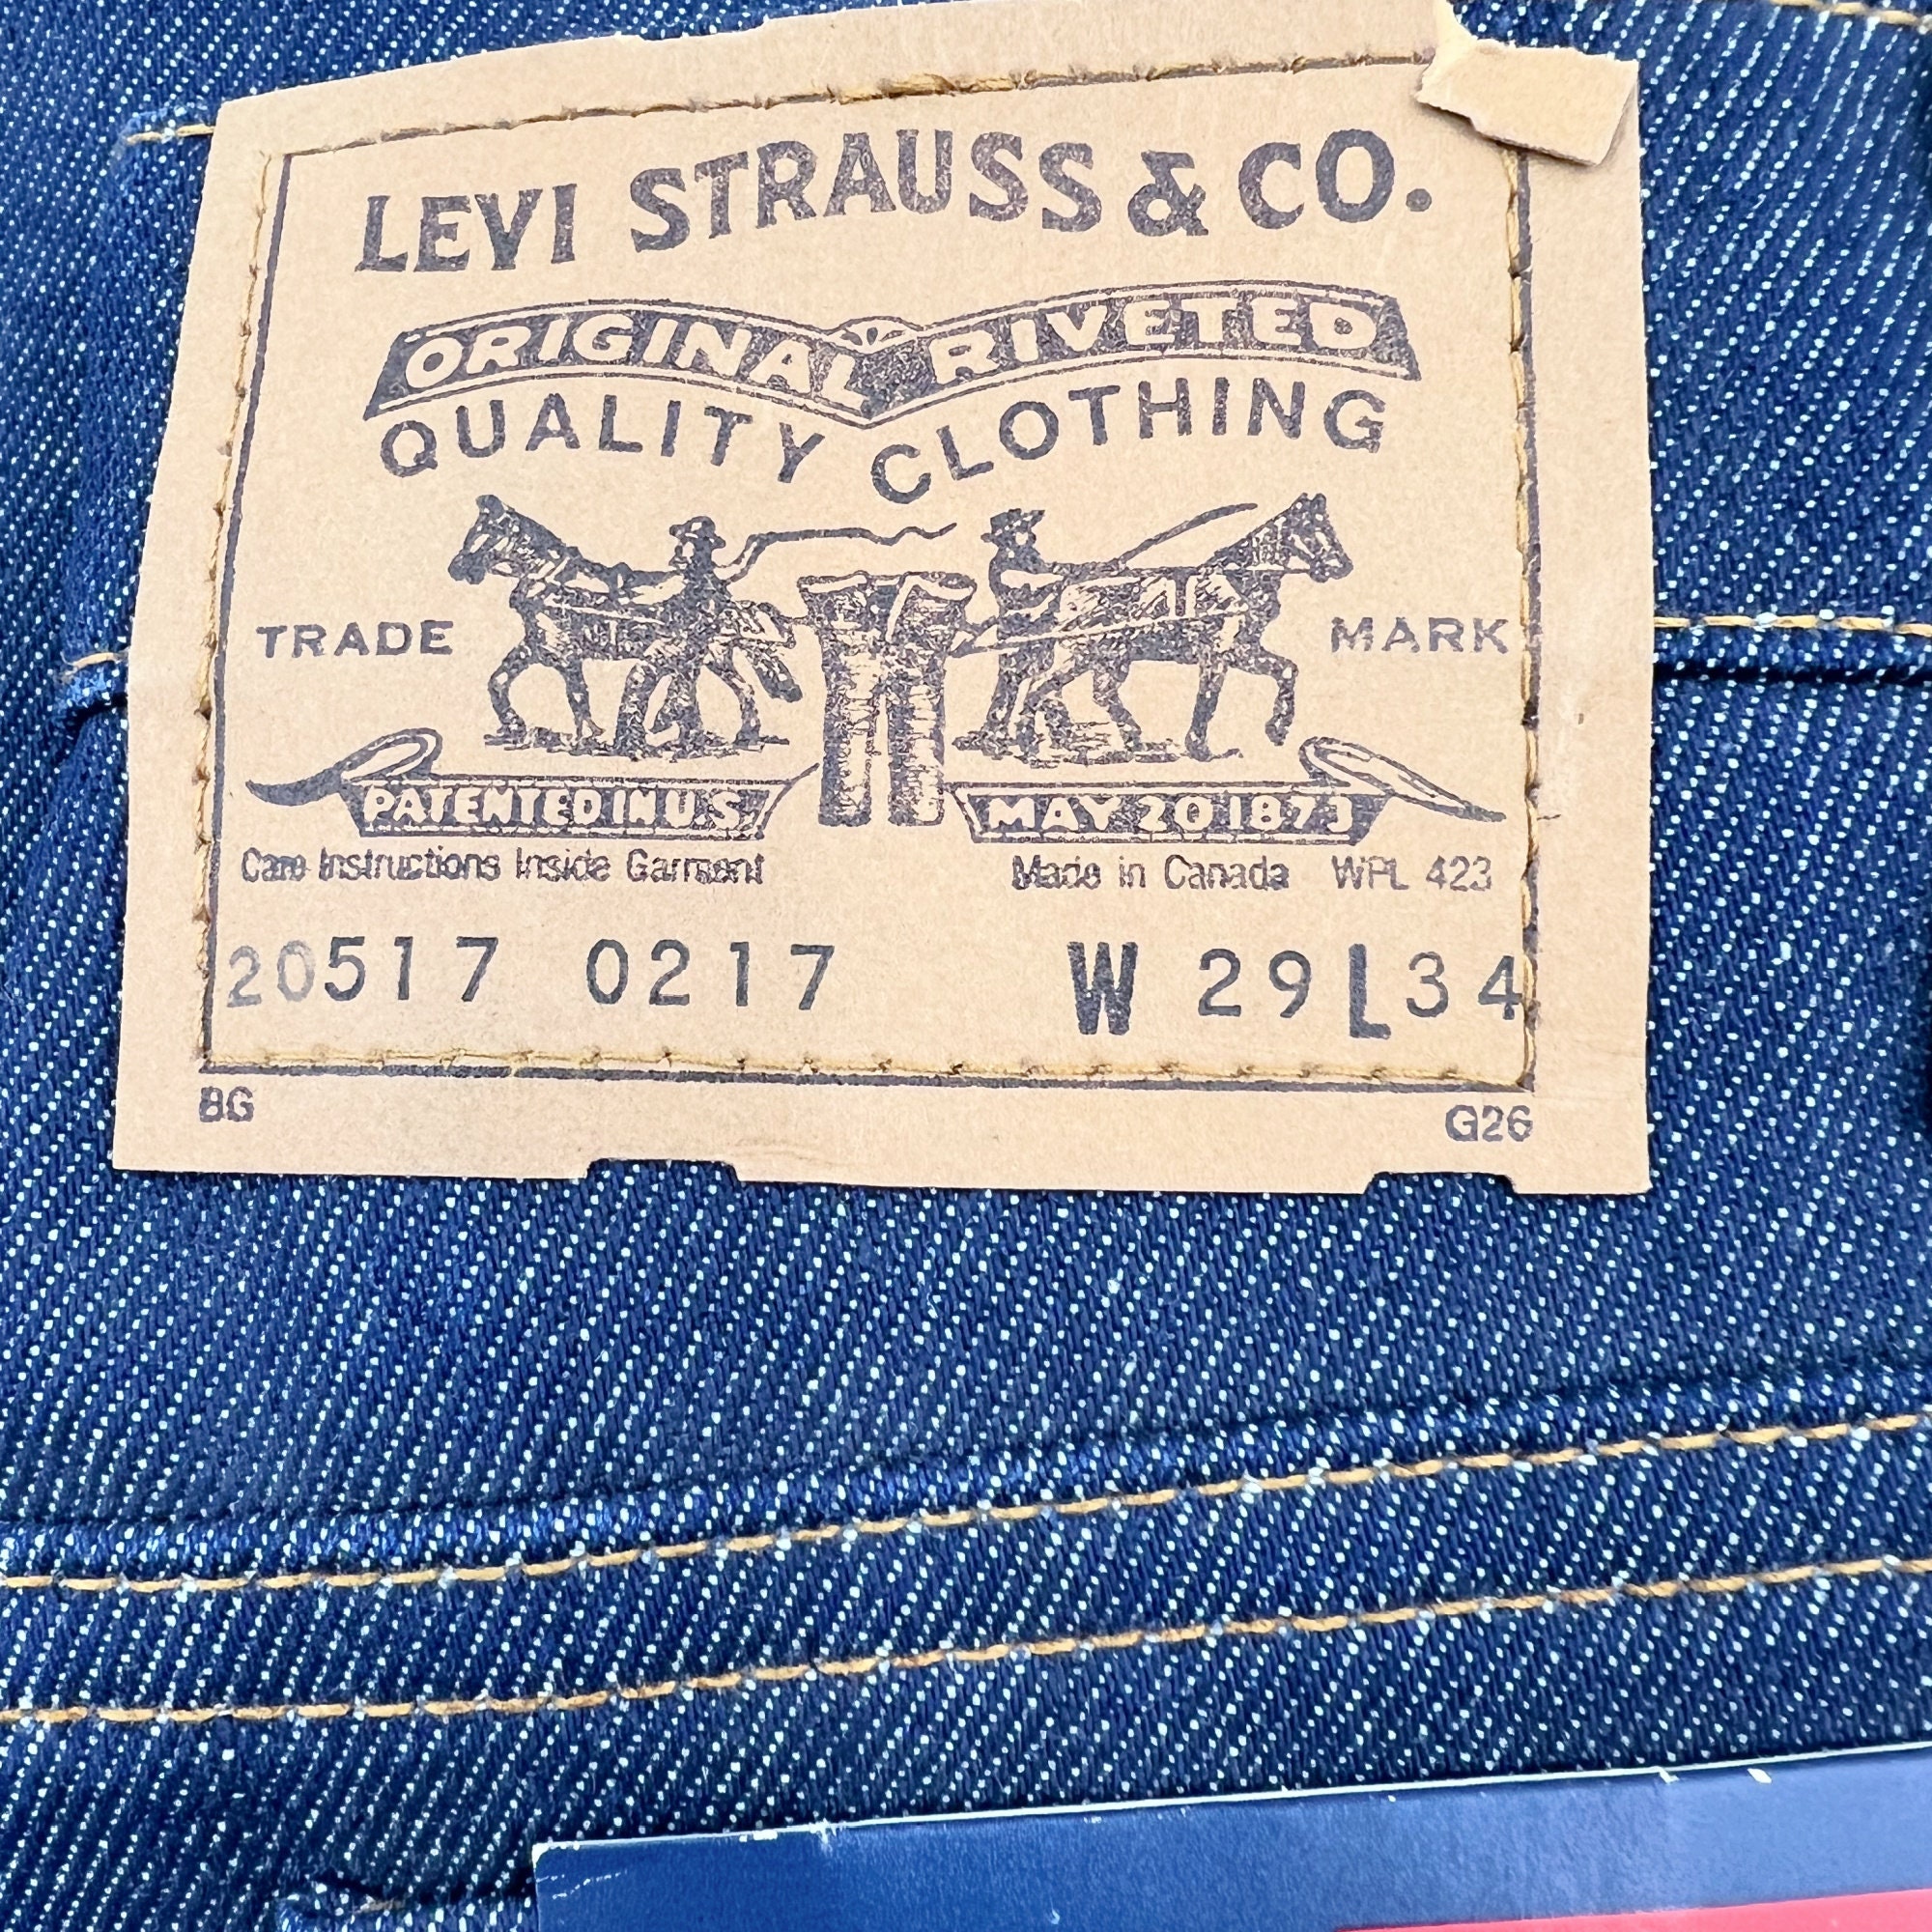 LEVI STRAUSS & CO.
ORIGINAL RIVETED
QUALITY CLOTHING
TRADE MARK
PATENTED IN U.S. MAY 20 1873
Care Instructions Inside Garment Made in Canada WPL 423
20517 0217 W 29 L 34
BG G26